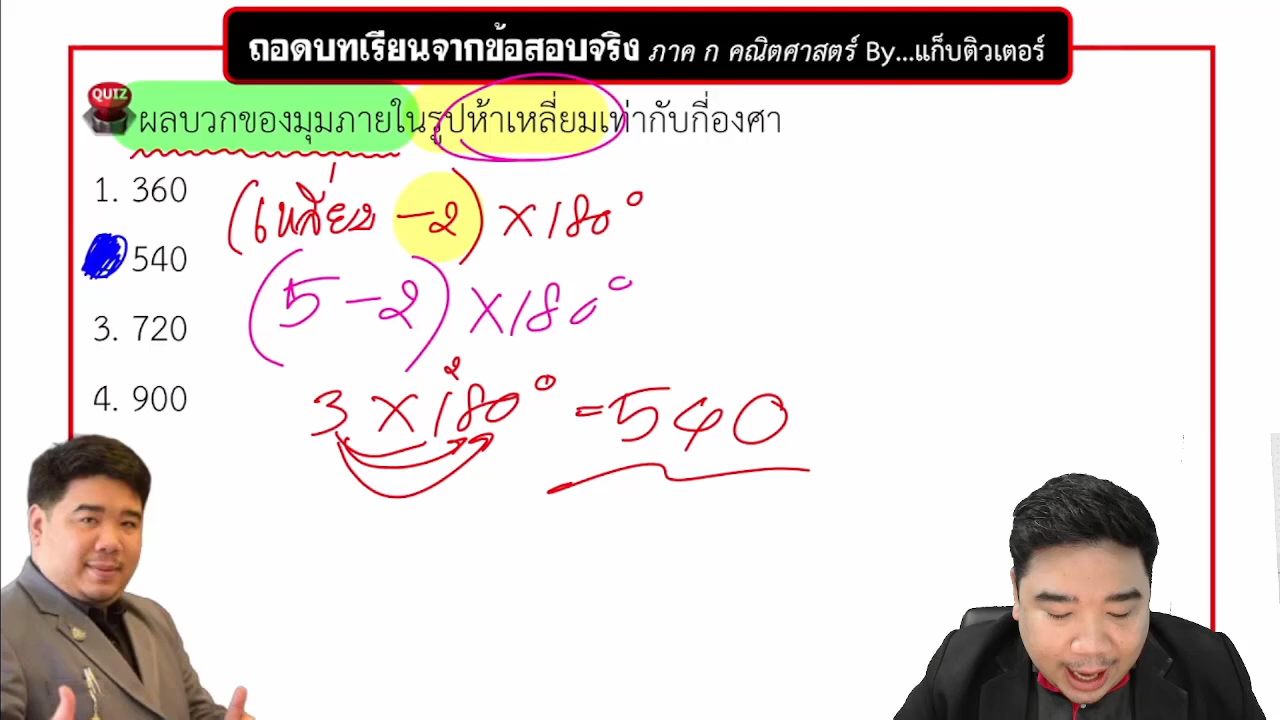 ถอดบทเรียนจากข้อสอบจริง ภาค ก คณิตศาสตร์ By...แก็บติวเตอร์
QUIZ
ผลบวกของมุมภายในรูปห้าเหลี่ยมเท่ากับกี่องศา
1. 360
(เหลี่ยม -2) X 180°
540
(5-2) X 180°
3. 720
2
3 X 180° = 540
4. 900